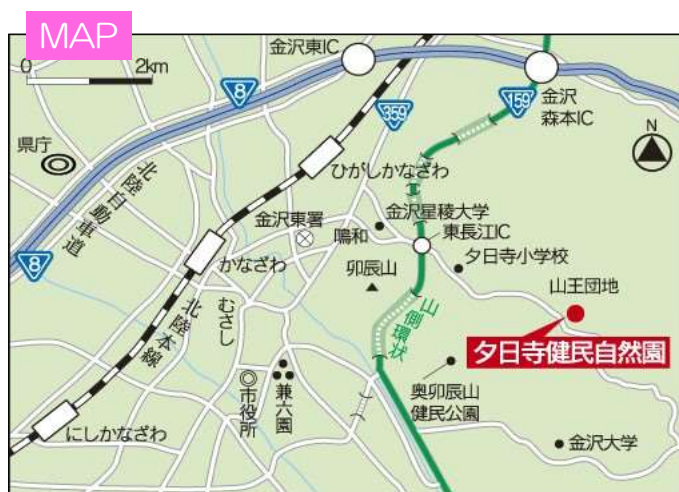 MAP
0 2km
金沢東IC
8
359
159
金沢
森本IC
N
県庁
ひがしかなざわ
北陸自動車道
金沢東署
金沢星稜大学
鳴和
東長江IC
かなざわ
夕日寺小学校
卯辰山
8
山王団地
北陸本線
むさし
山側環状
夕日寺健民自然園
市役所
兼六園
奥卯辰山
健民公園
にしかなざわ
金沢大学